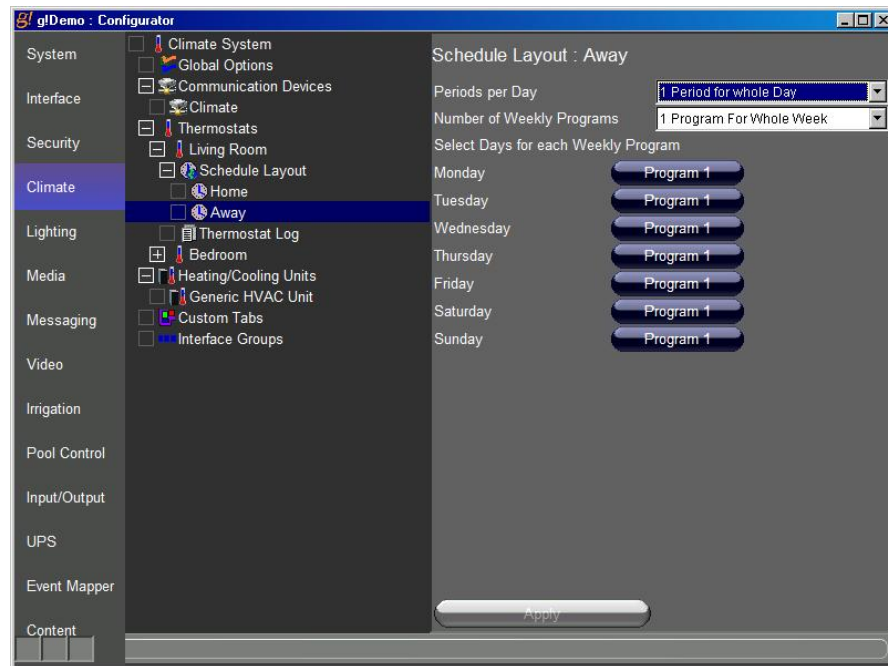 g! g!Demo : Configurator
System
Interface
Security
Climate
Lighting
Media
Messaging
Video
Irrigation
Pool Control
Input/Output
UPS
Event Mapper
Content
Climate System
Global Options
Communication Devices
Climate
Thermostats
Living Room
Schedule Layout
Home
Away
Thermostat Log
Bedroom
Heating/Cooling Units
Generic HVAC Unit
Custom Tabs
Interface Groups
Schedule Layout : Away
Periods per Day 1 Period for whole Day
Number of Weekly Programs 1 Program For Whole Week
Select Days for each Weekly Program
Monday Program 1
Tuesday Program 1
Wednesday Program 1
Thursday Program 1
Friday Program 1
Saturday Program 1
Sunday Program 1
Apply